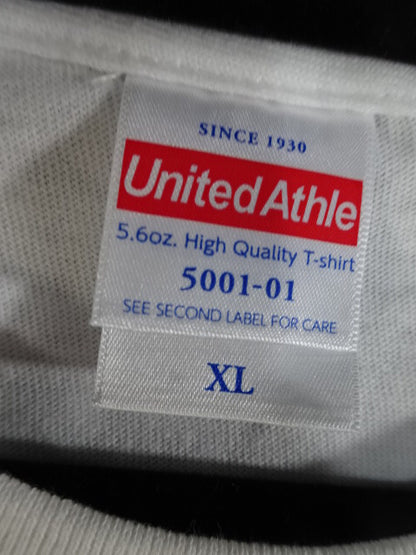 SINCE 1930
United Athle
5.6oz. High Quality T-shirt
5001-01
SEE SECOND LABEL FOR CARE
XL